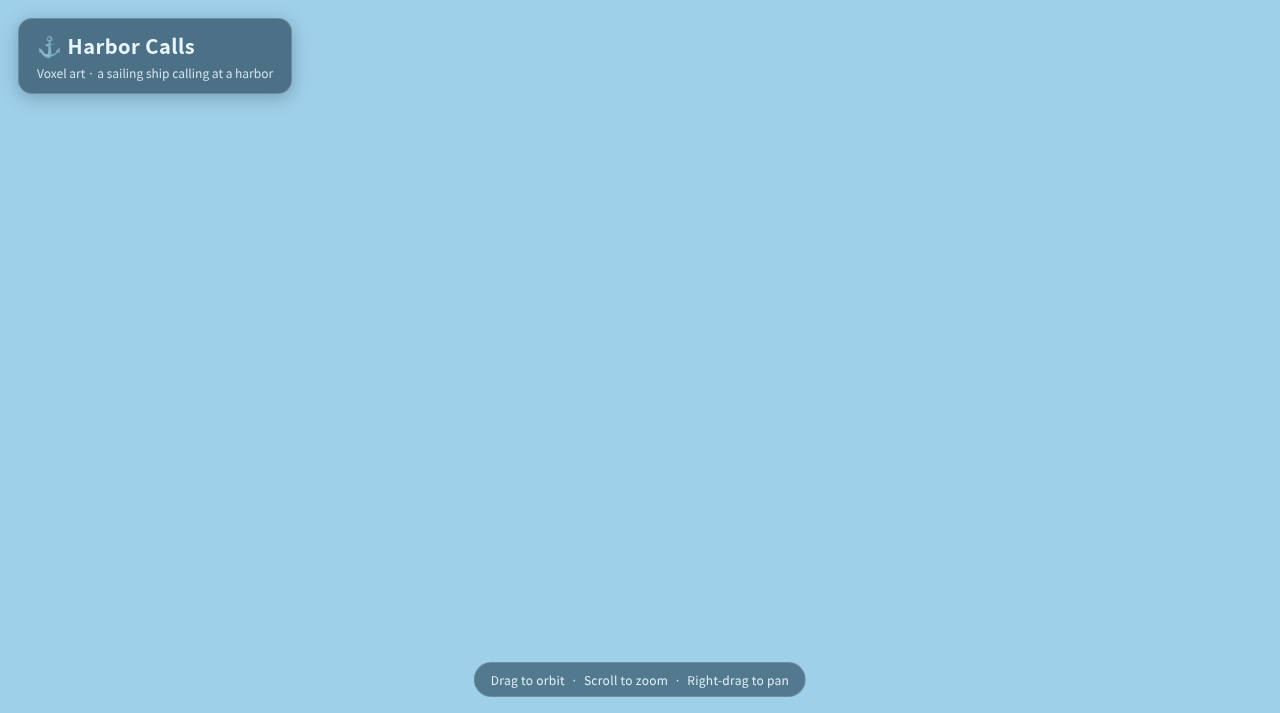 ⚓ Harbor Calls
Voxel art · a sailing ship calling at a harbor
Drag to orbit · Scroll to zoom · Right-drag to pan